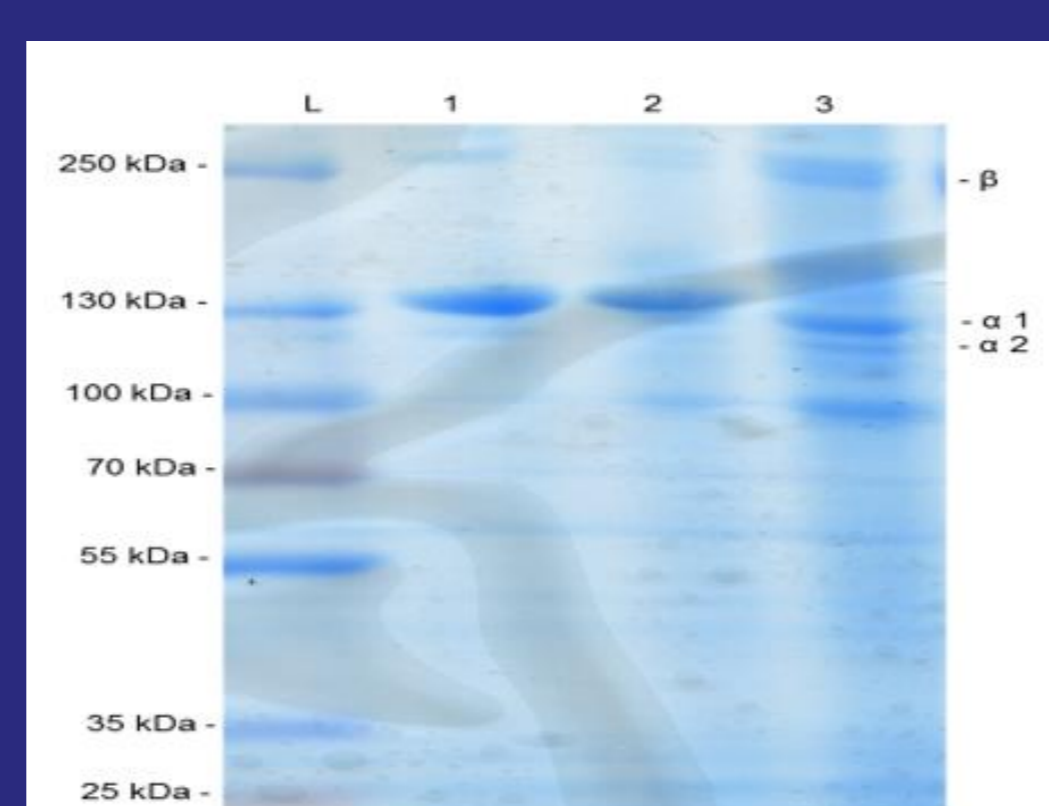 L 1 2 3
250 kDa -
- β
130 kDa -
- α 1
- α 2
100 kDa -
70 kDa -
55 kDa -
35 kDa -
25 kDa -